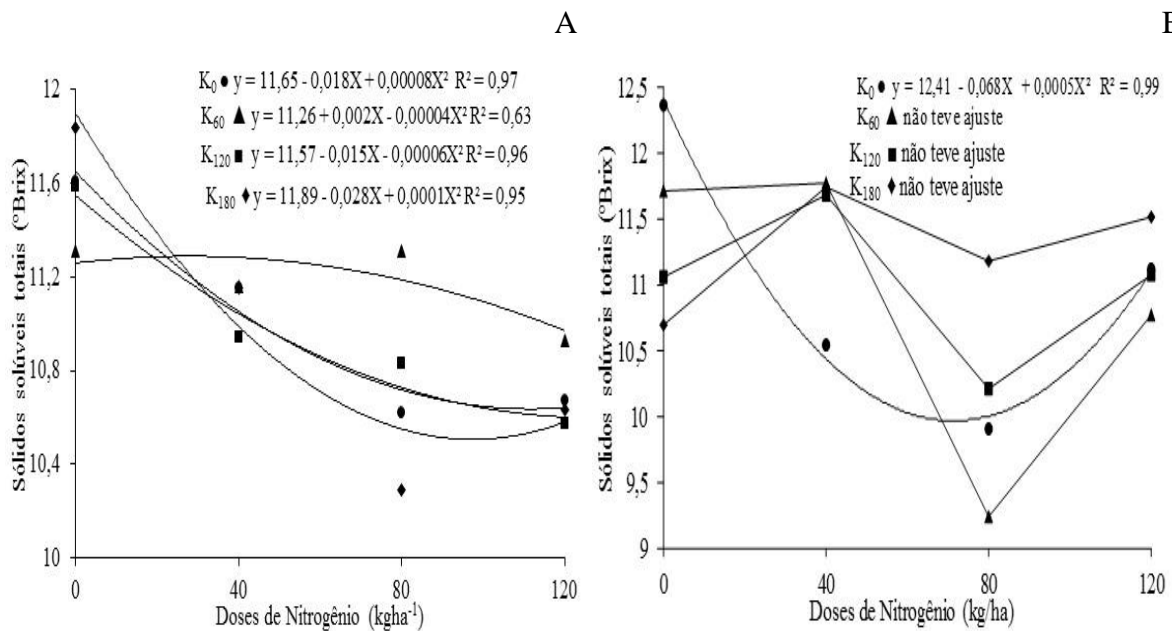 A
K₀ ● y = 11,65 - 0,018X + 0,00008X² R² = 0,97
K₆₀ ▲ y = 11,26 + 0,002X - 0,00004X² R² = 0,63
K₁₂₀ ■ y = 11,57 - 0,015X - 0,00006X² R² = 0,96
K₁₈₀ ♦ y = 11,89 - 0,028X + 0,0001X² R² = 0,95
Sólidos solúveis totais (ºBrix)
12
11,6
11,2
10,8
10,4
10
0 40 80 120
Doses de Nitrogênio (kgha⁻¹)
K₀ ● y = 12,41 - 0,068X + 0,0005X² R² = 0,99
K₆₀ ▲ não teve ajuste
K₁₂₀ ■ não teve ajuste
K₁₈₀ ♦ não teve ajuste
Sólidos solúveis totais (ºBrix)
12,5
12
11,5
11
10,5
10
9,5
9
0 40 80 120
Doses de Nitrogênio (kg/ha)